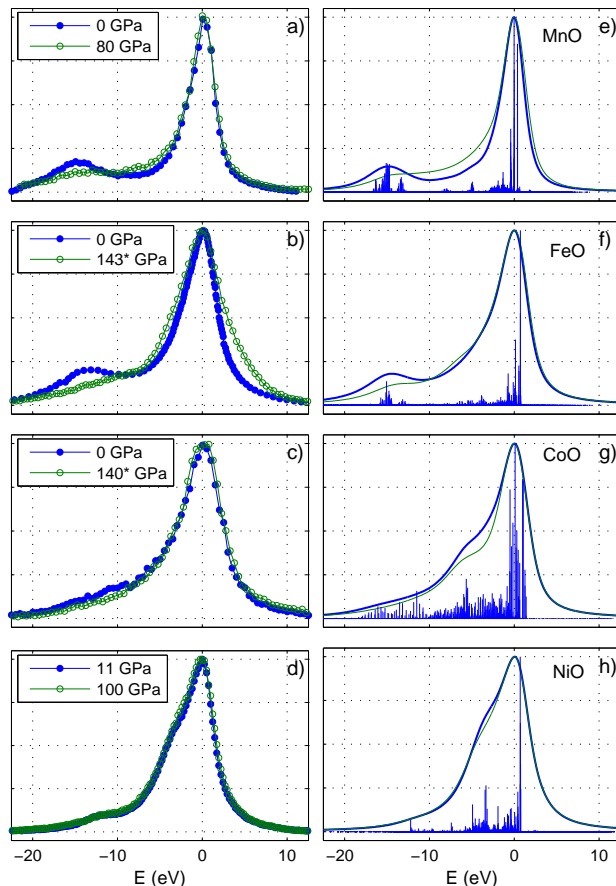 0 GPa
80 GPa
a)
MnO
e)
0 GPa
143* GPa
b)
FeO
f)
0 GPa
140* GPa
c)
CoO
g)
11 GPa
100 GPa
d)
NiO
h)
−20
−10
0
10
−20
−10
0
10
E (eV)
E (eV)